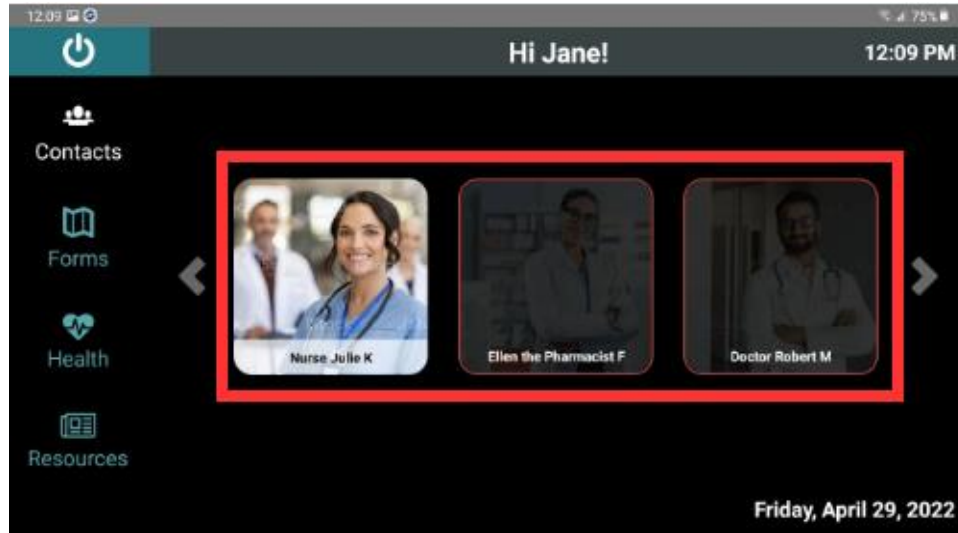 12:09
75%
Hi Jane!
12:09 PM
Contacts
Forms
Health
Resources
Nurse Julie K
Ellen the Pharmacist F
Doctor Robert M
Friday, April 29, 2022